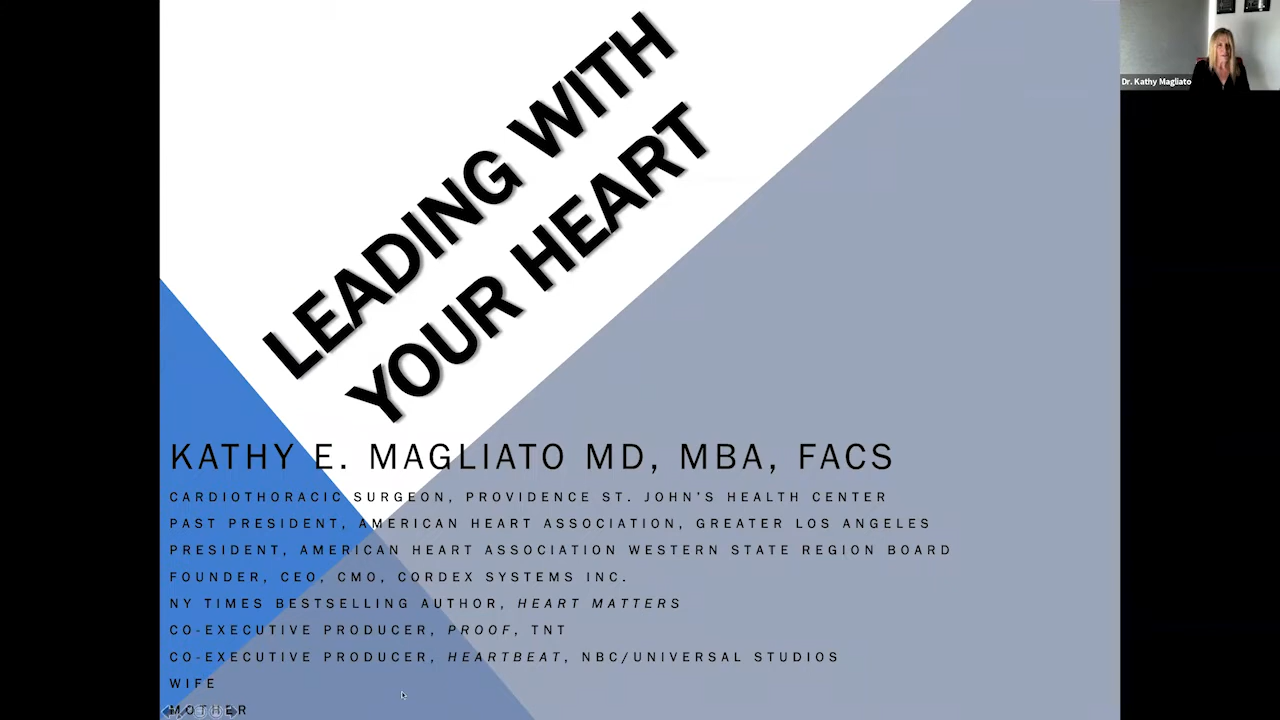 LEADING WITH
YOUR HEART
KATHY E. MAGLIATO MD, MBA, FACS
CARDIOTHORACIC SURGEON, PROVIDENCE ST. JOHN'S HEALTH CENTER
PAST PRESIDENT, AMERICAN HEART ASSOCIATION, GREATER LOS ANGELES
PRESIDENT, AMERICAN HEART ASSOCIATION WESTERN STATE REGION BOARD
FOUNDER, CEO, CMO, CORDEX SYSTEMS INC.
NY TIMES BESTSELLING AUTHOR, HEART MATTERS
CO-EXECUTIVE PRODUCER, PROOF, TNT
CO-EXECUTIVE PRODUCER, HEARTBEAT, NBC/UNIVERSAL STUDIOS
WIFE
MOTHER
Dr. Kathy Magliato